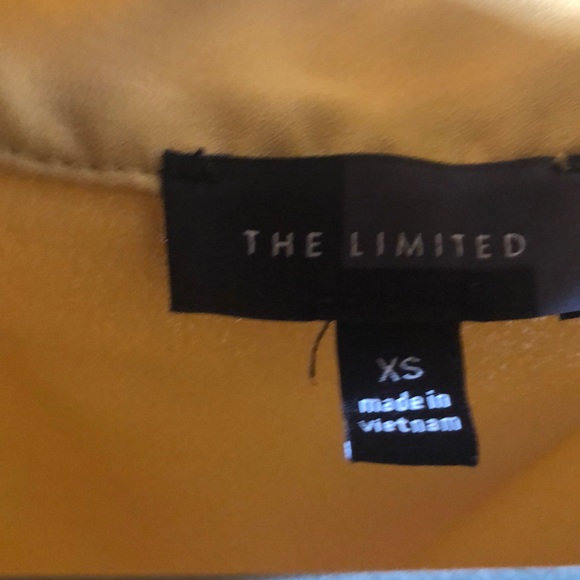 THE LIMITED
XS
made in
vietnam